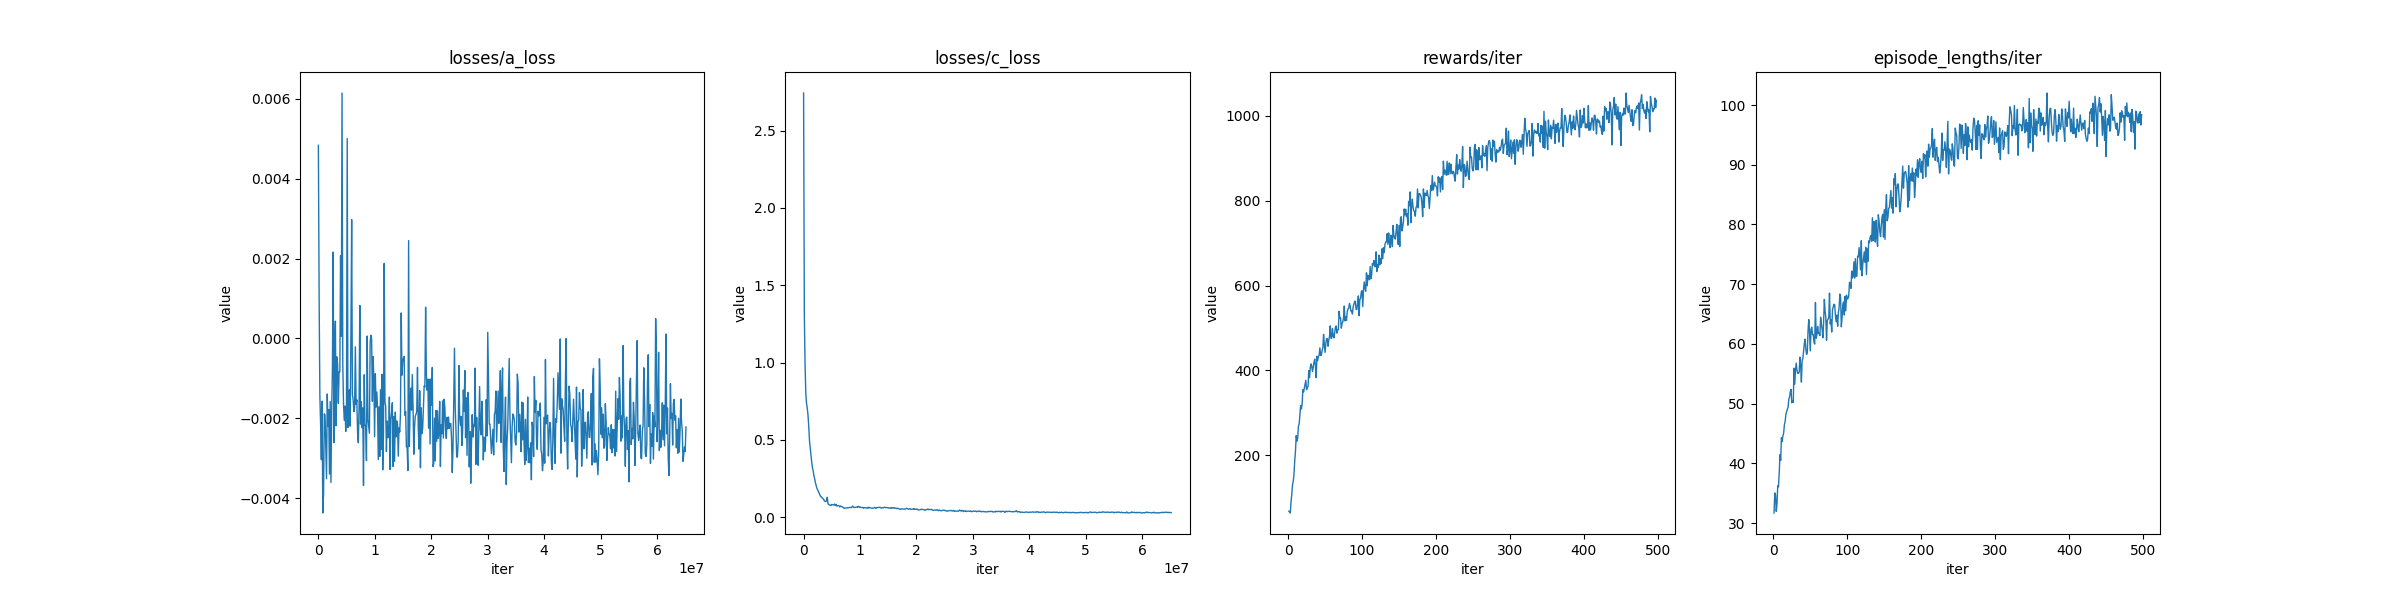 losses/a_loss
0.006
0.004
0.002
0.000
−0.002
−0.004
value
0 1 2 3 4 5 6
iter
1e7
losses/c_loss
2.5
2.0
1.5
1.0
0.5
0.0
value
0 1 2 3 4 5 6
iter
1e7
rewards/iter
1000
800
600
400
200
value
0 100 200 300 400 500
iter
episode_lengths/iter
100
90
80
70
60
50
40
30
value
0 100 200 300 400 500
iter